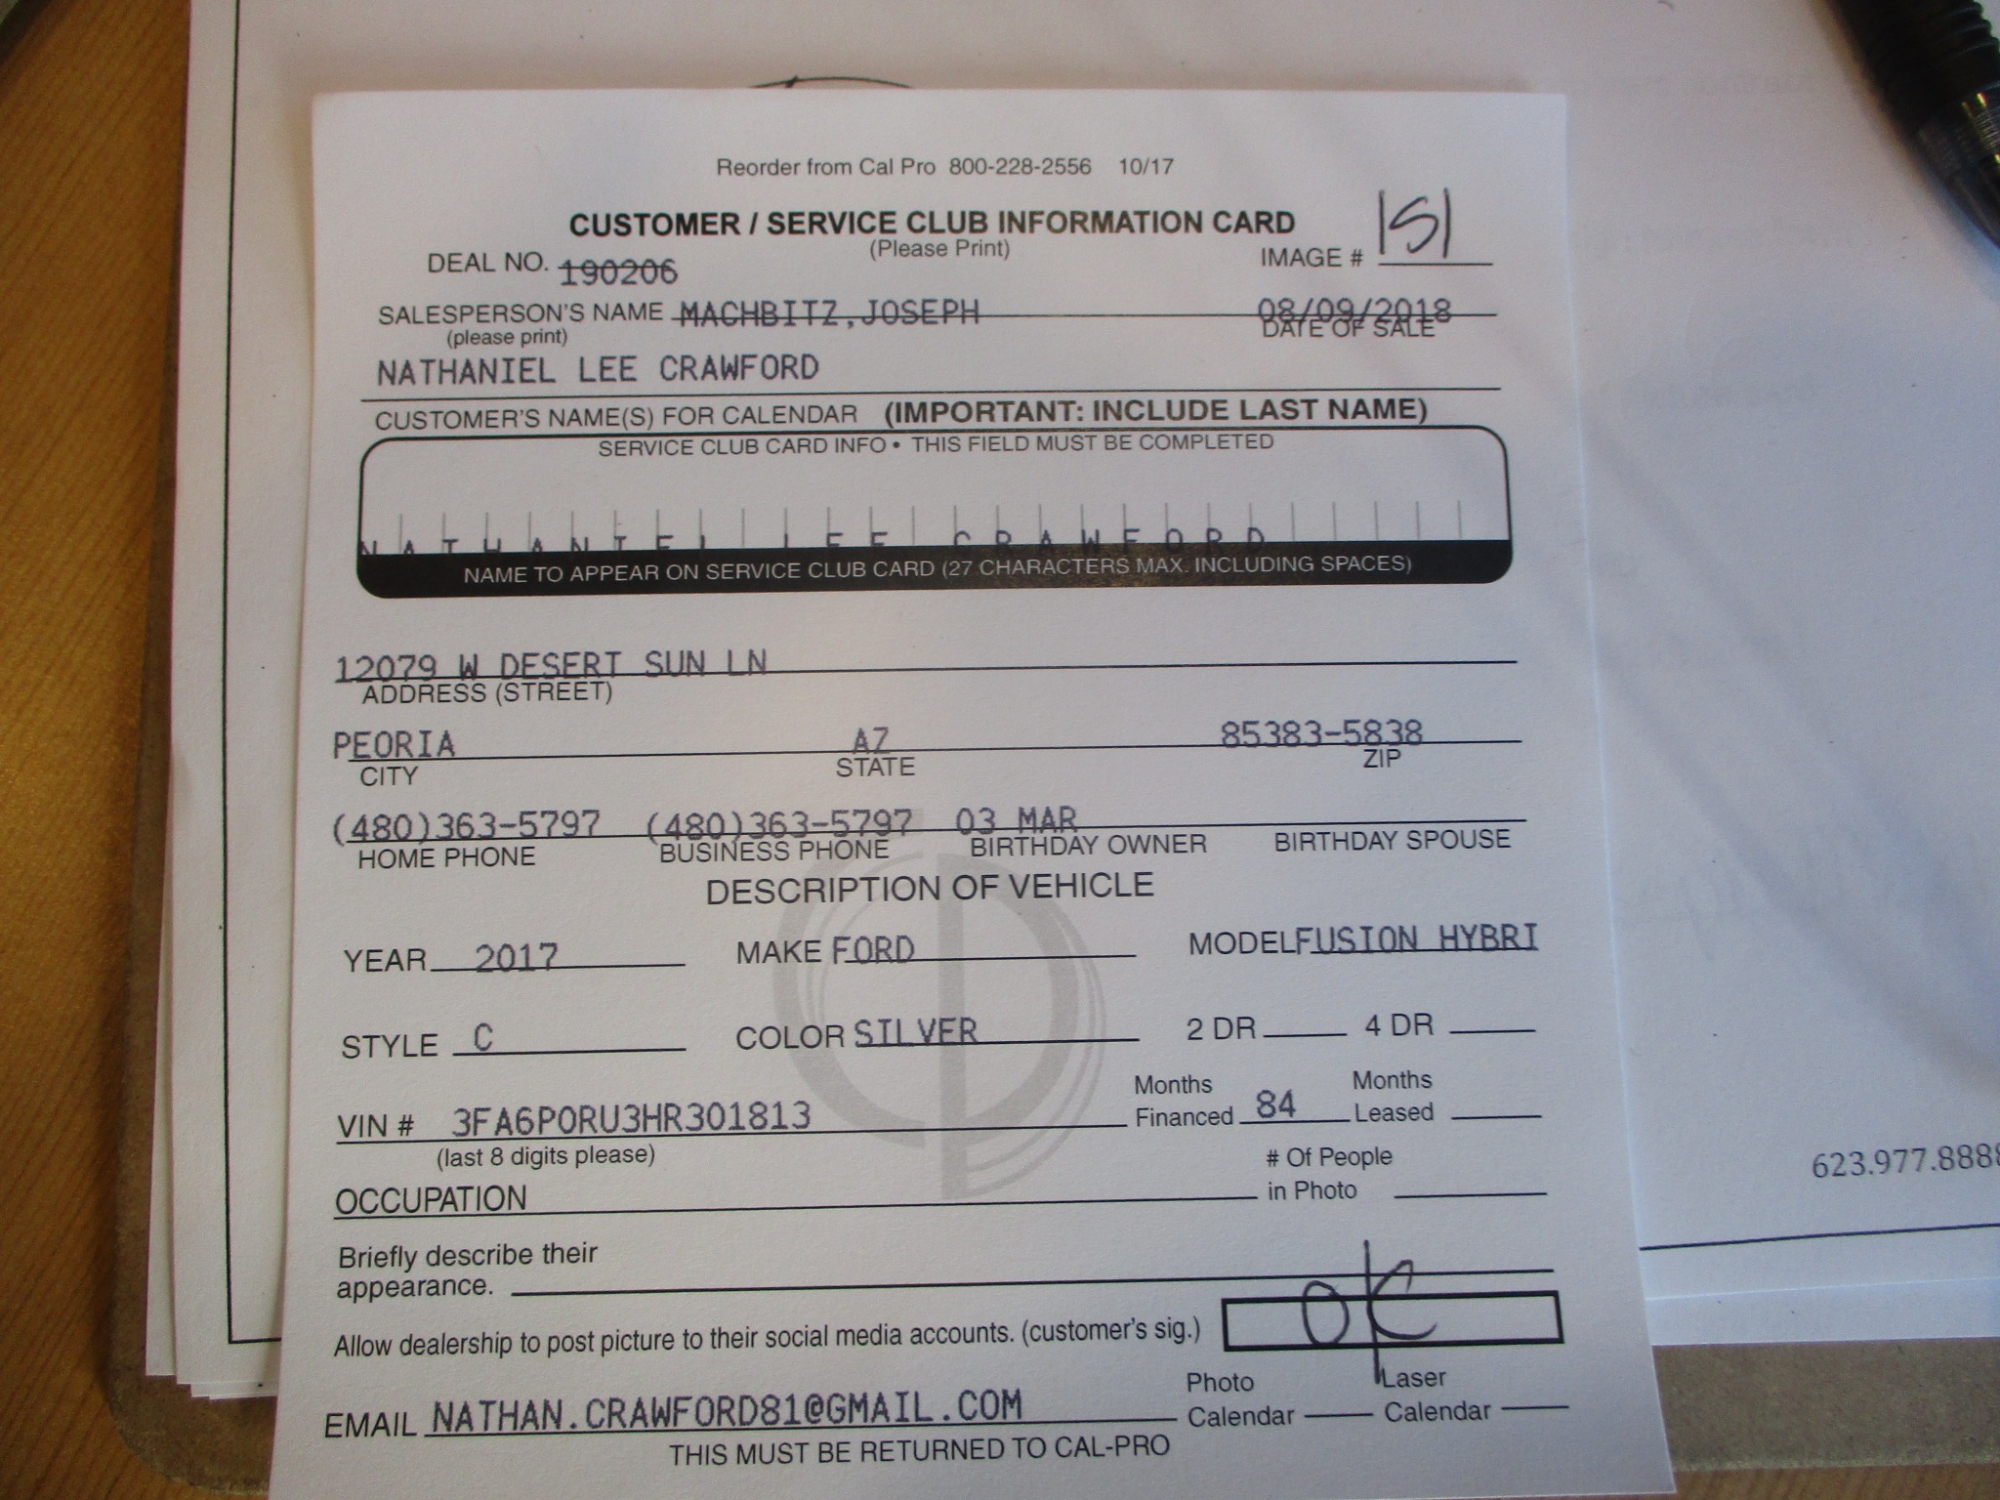 Reorder from Cal Pro 800-228-2556 10/17
CUSTOMER / SERVICE CLUB INFORMATION CARD
(Please Print)
DEAL NO. 190206
IMAGE # 151
SALESPERSON'S NAME MACHBITZ,JOSEPH 08/09/2018
(please print) DATE OF SALE
NATHANIEL LEE CRAWFORD
CUSTOMER'S NAME(S) FOR CALENDAR (IMPORTANT: INCLUDE LAST NAME)
SERVICE CLUB CARD INFO • THIS FIELD MUST BE COMPLETED
NATHANIEL LEE CRAWFORD
NAME TO APPEAR ON SERVICE CLUB CARD (27 CHARACTERS MAX. INCLUDING SPACES)
12079 W DESERT SUN LN
ADDRESS (STREET)
PEORIA AZ 85383-5838
CITY STATE ZIP
(480)363-5797 (480)363-5797 03 MAR
HOME PHONE BUSINESS PHONE BIRTHDAY OWNER BIRTHDAY SPOUSE
DESCRIPTION OF VEHICLE
YEAR 2017 MAKE FORD MODEL FUSION HYBRI
STYLE C COLOR SILVER 2 DR 4 DR
Months Months
VIN # 3FA6P0RU3HR301813 Financed 84 Leased
(last 8 digits please) # Of People
OCCUPATION in Photo
Briefly describe their
appearance.
Allow dealership to post picture to their social media accounts. (customer's sig.) OK
Photo Laser
EMAIL NATHAN.CRAWFORD81@GMAIL.COM Calendar Calendar
THIS MUST BE RETURNED TO CAL-PRO